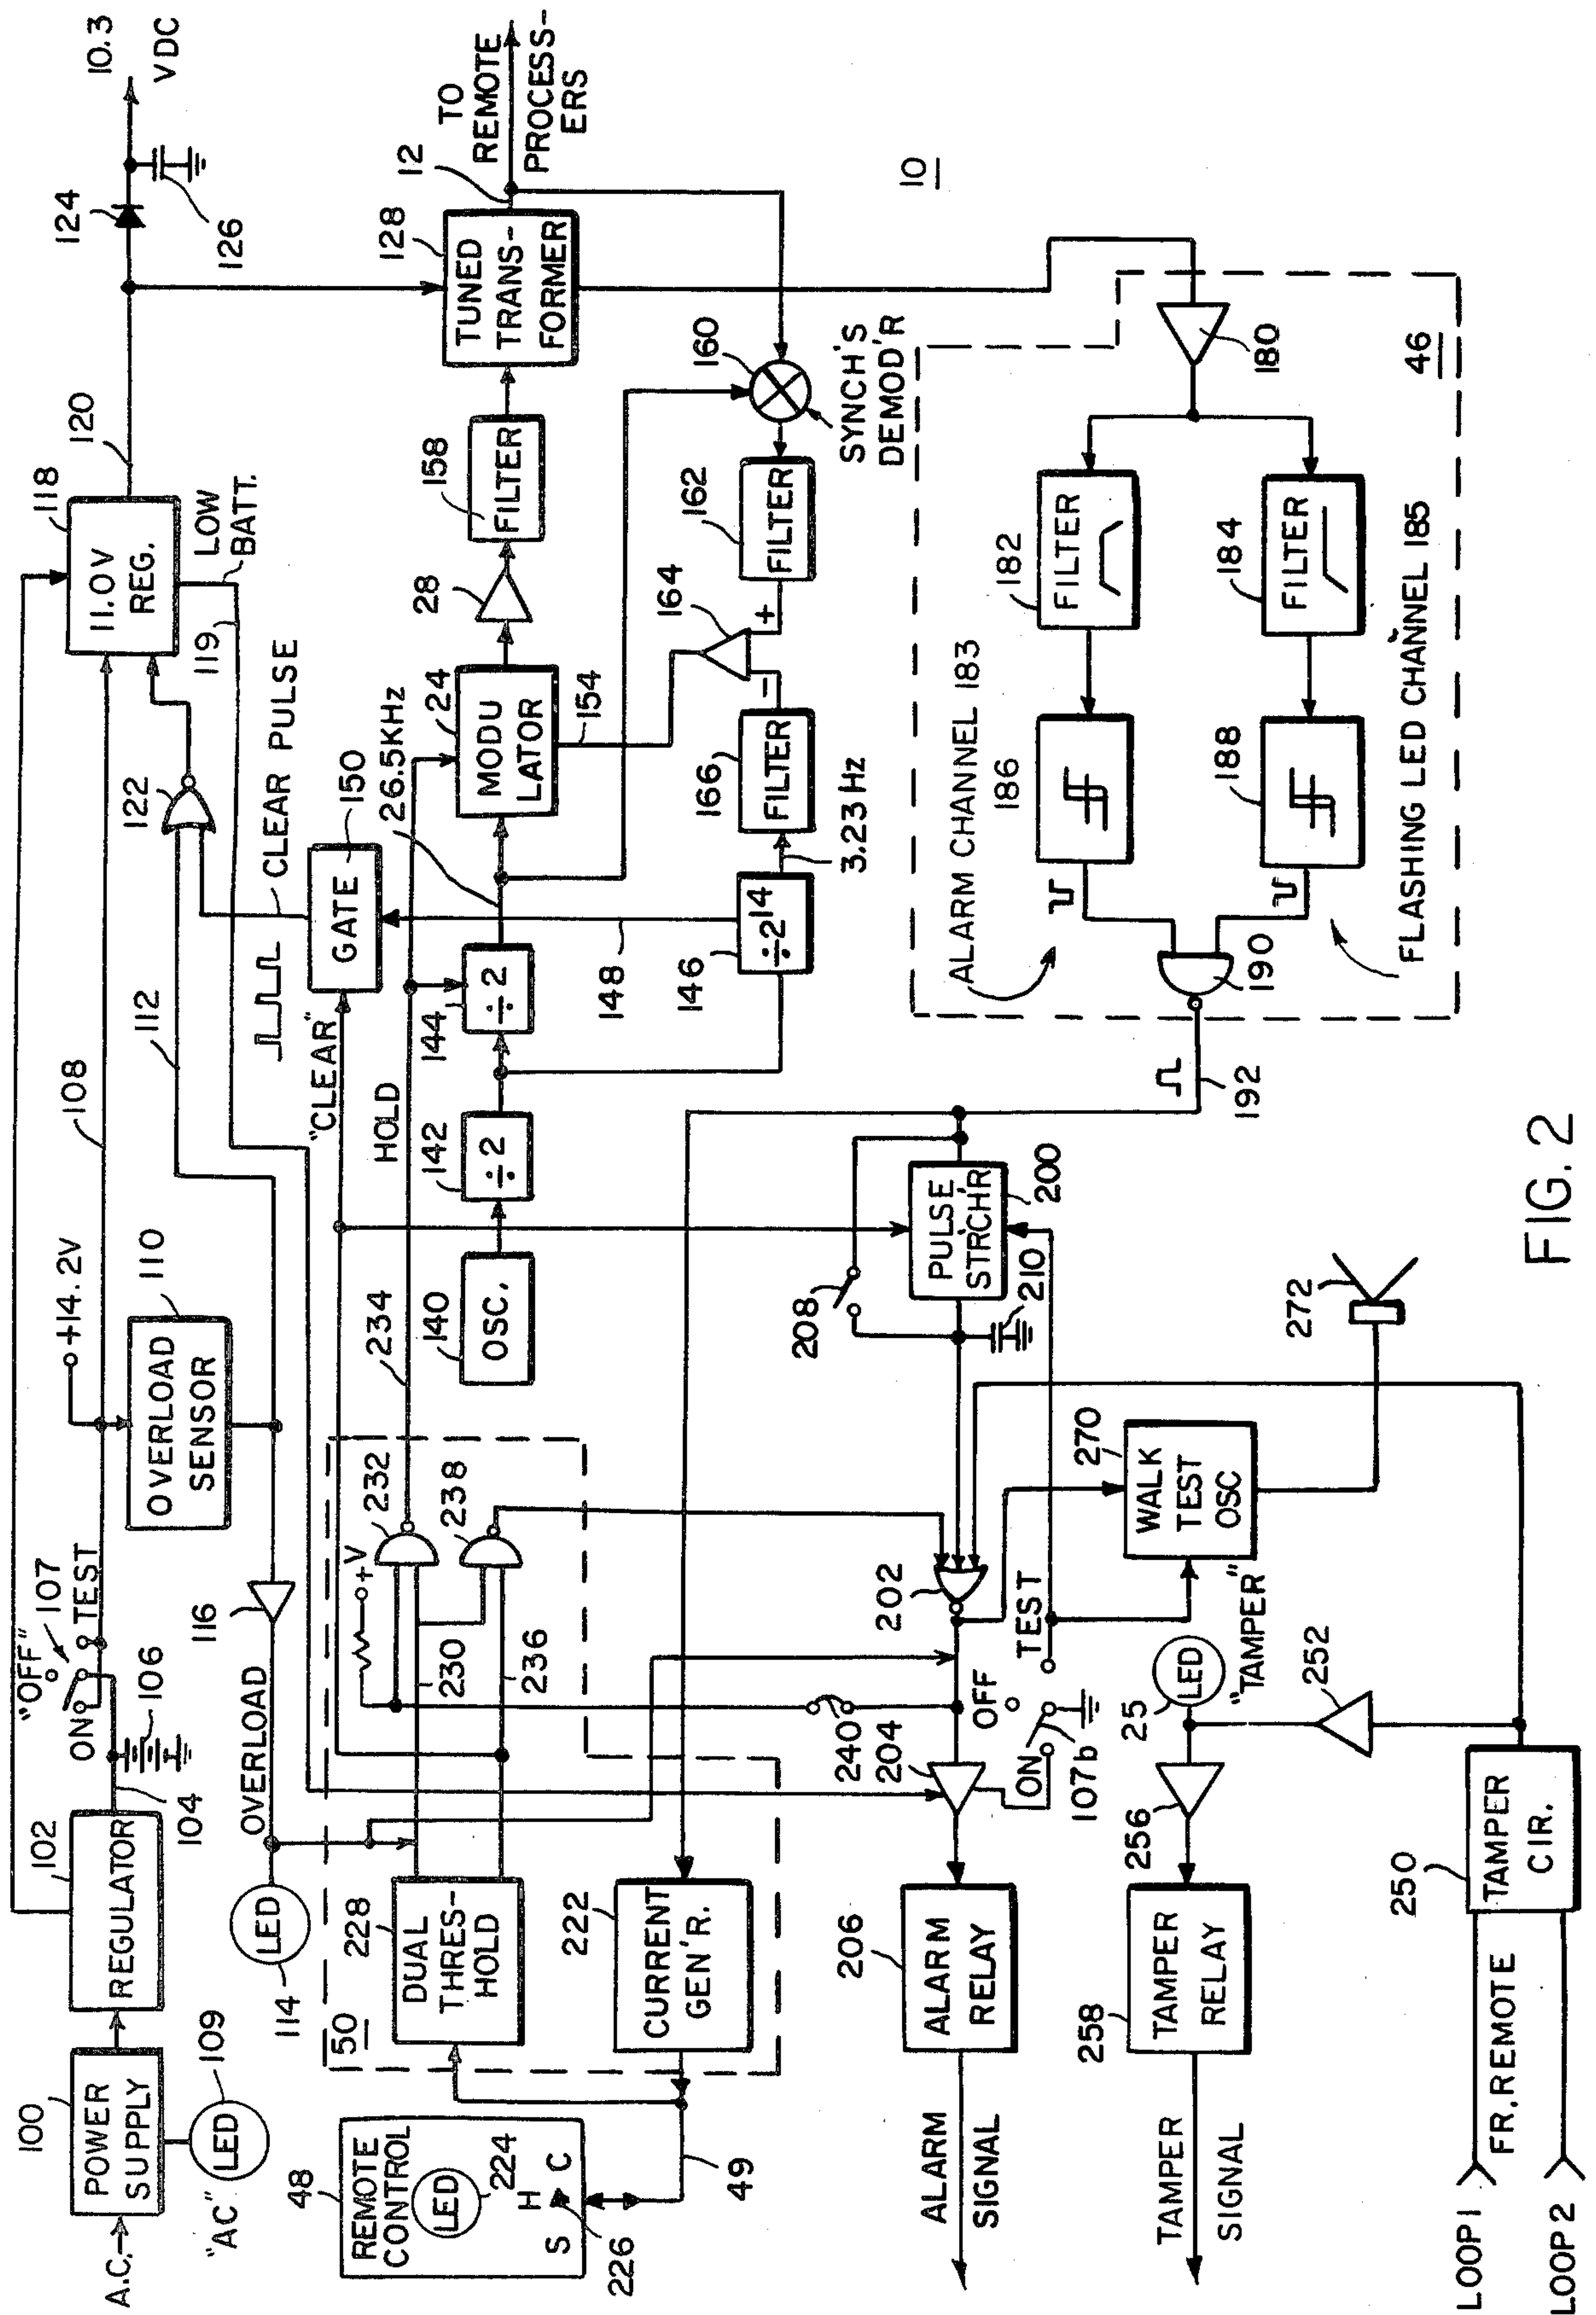 A.C.
100
POWER
SUPPLY
"AC"
LED
109
102
REGULATOR
104
106
ON
"OFF"
107
TEST
+14.2V
108
110
OVERLOAD
SENSOR
112
116
OVERLOAD
LED
114
118
11.0V
REG.
119
LOW
BATT.
120
122
CLEAR PULSE
124
126
10.3
VDC
150
GATE
"CLEAR"
HOLD
234
140
OSC.
142
÷2
144
÷2
26.5KHz
24
MODU
LATOR
154
28
158
FILTER
128
TUNED
TRANS-
FORMER
12
TO
REMOTE
PROCESS-
ERS
148
146
÷2¹⁴
3.23 Hz
166
FILTER
-
+
164
162
FILTER
160
SYNCH'S
DEMOD'R
10
48
REMOTE
CONTROL
LED
224
S
H
C
226
49
50
228
DUAL
THRES-
HOLD
230
236
+V
232
238
222
CURRENT
GEN'R.
ALARM CHANNEL 183
182
FILTER
186
180
46
184
FILTER
188
190
FLASHING LED CHANNEL 185
192
200
PULSE
STRCH'R
208
210
202
204
240
OFF
ON
TEST
107b
206
ALARM
RELAY
ALARM
SIGNAL
270
WALK
TEST
OSC
272
25
LED
"TAMPER"
252
256
258
TAMPER
RELAY
TAMPER
SIGNAL
250
TAMPER
CIR.
FR. REMOTE
LOOP 1
LOOP 2
FIG. 2